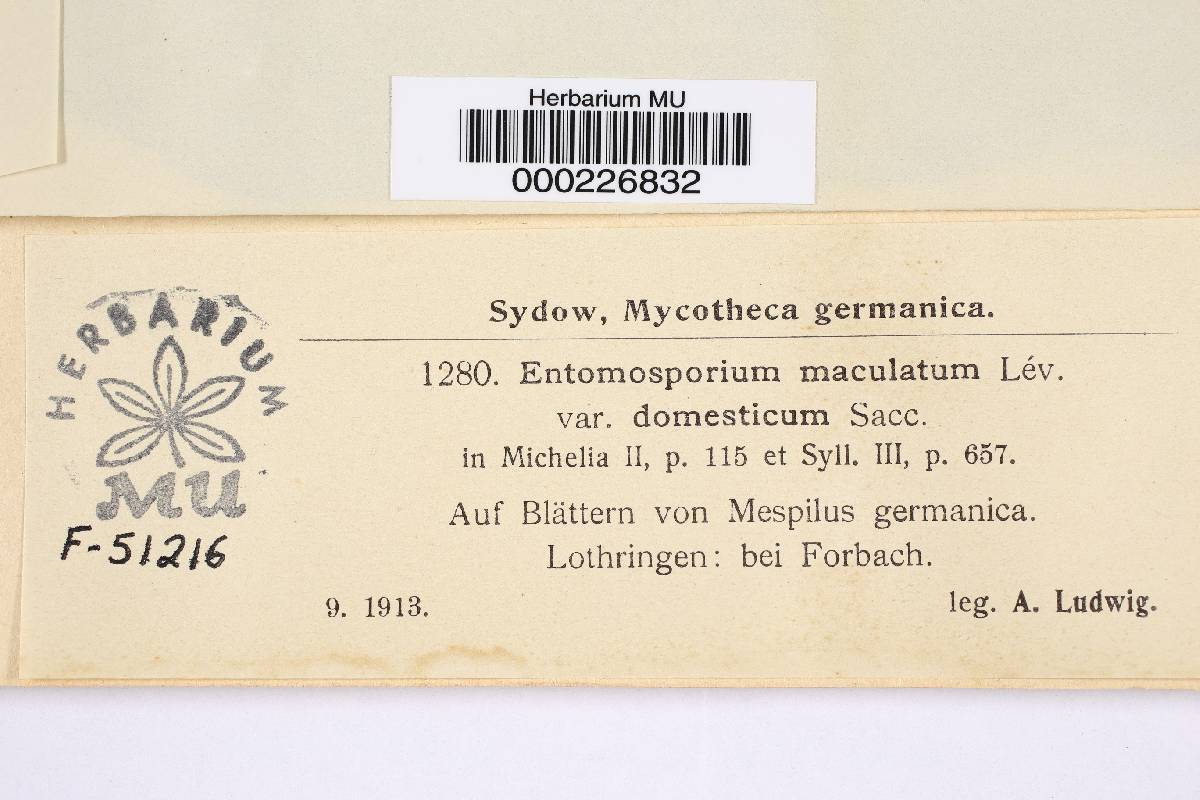 Herbarium MU
000226832
HERBARIUM
MU
F-51216
Sydow, Mycotheca germanica.
1280. Entomosporium maculatum Lév.
var. domesticum Sacc.
in Michelia II, p. 115 et Syll. III, p. 657.
Auf Blättern von Mespilus germanica.
Lothringen: bei Forbach.
9. 1913. leg. A. Ludwig.